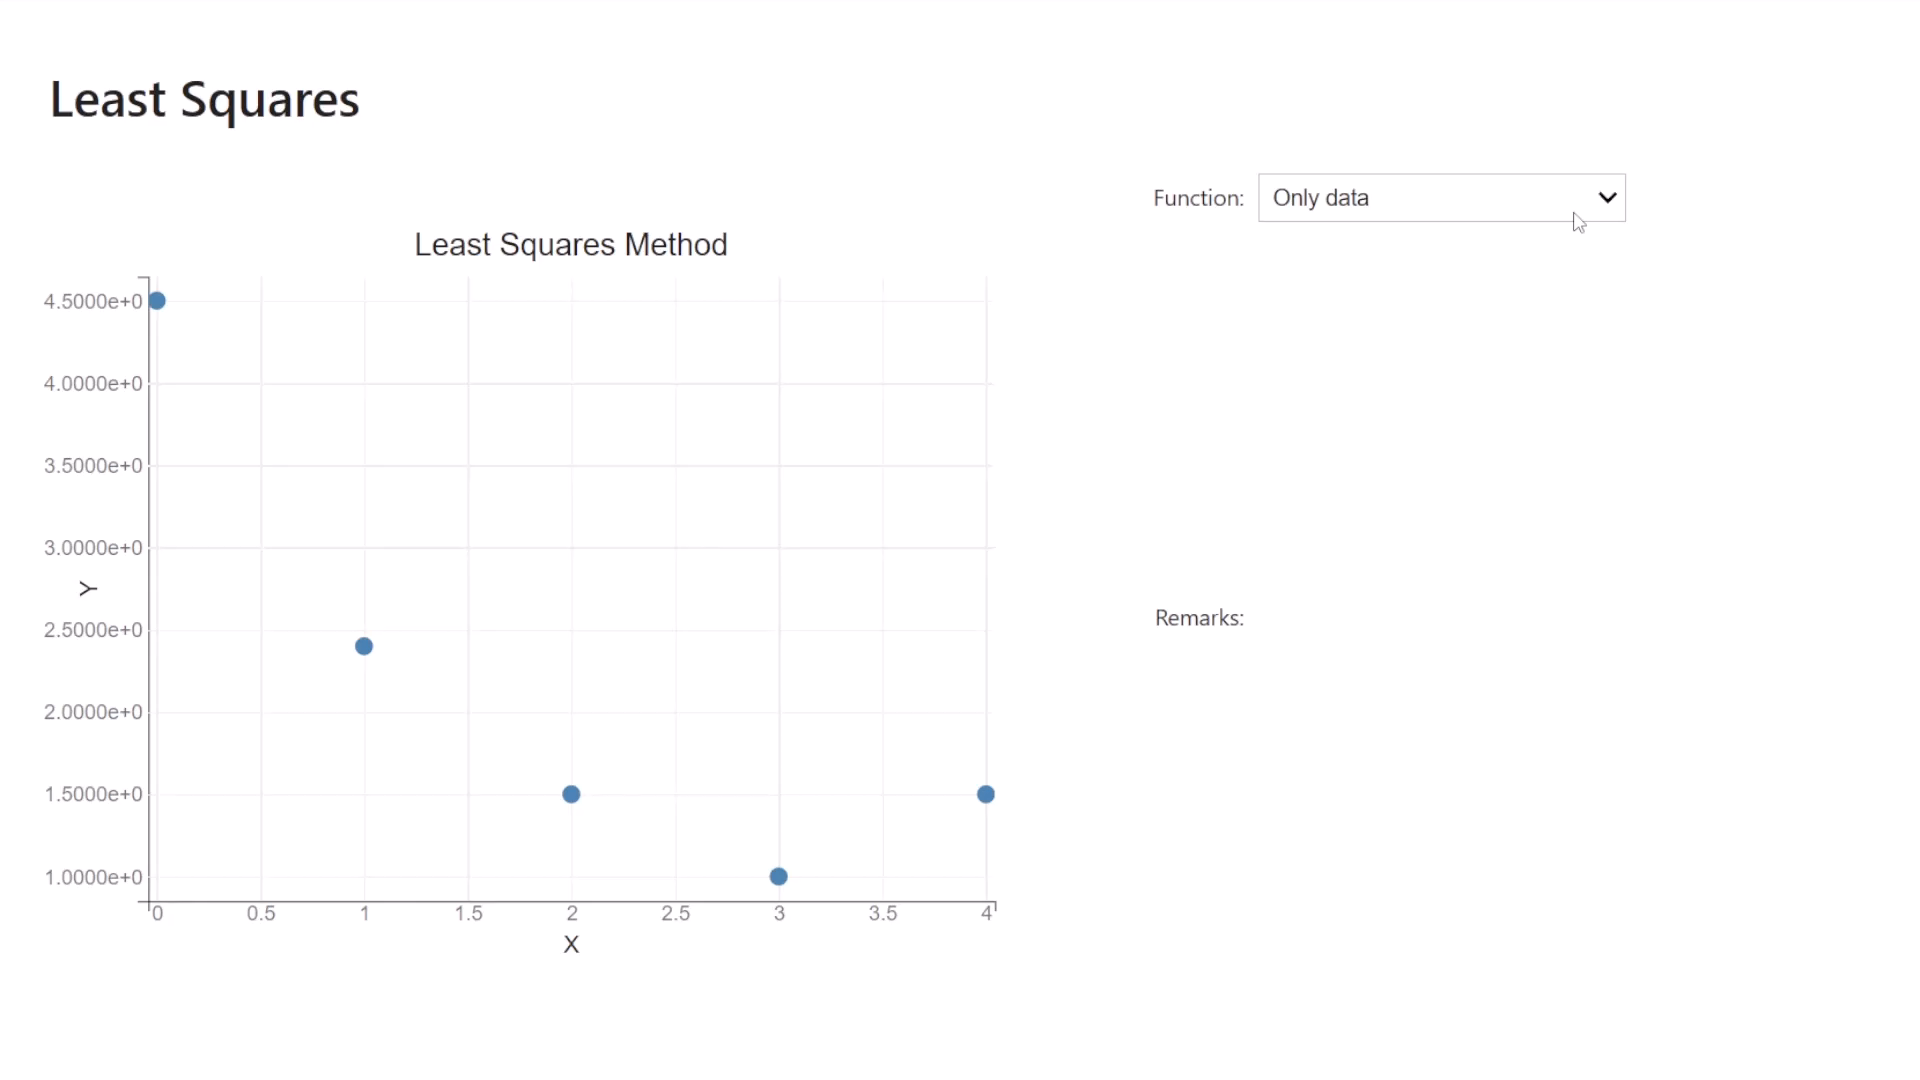 Least Squares
Function: Only data
Least Squares Method
4.5000e+0
4.0000e+0
3.5000e+0
3.0000e+0
Y
2.5000e+0
2.0000e+0
1.5000e+0
1.0000e+0
0 0.5 1 1.5 2 2.5 3 3.5 4
X
Remarks: